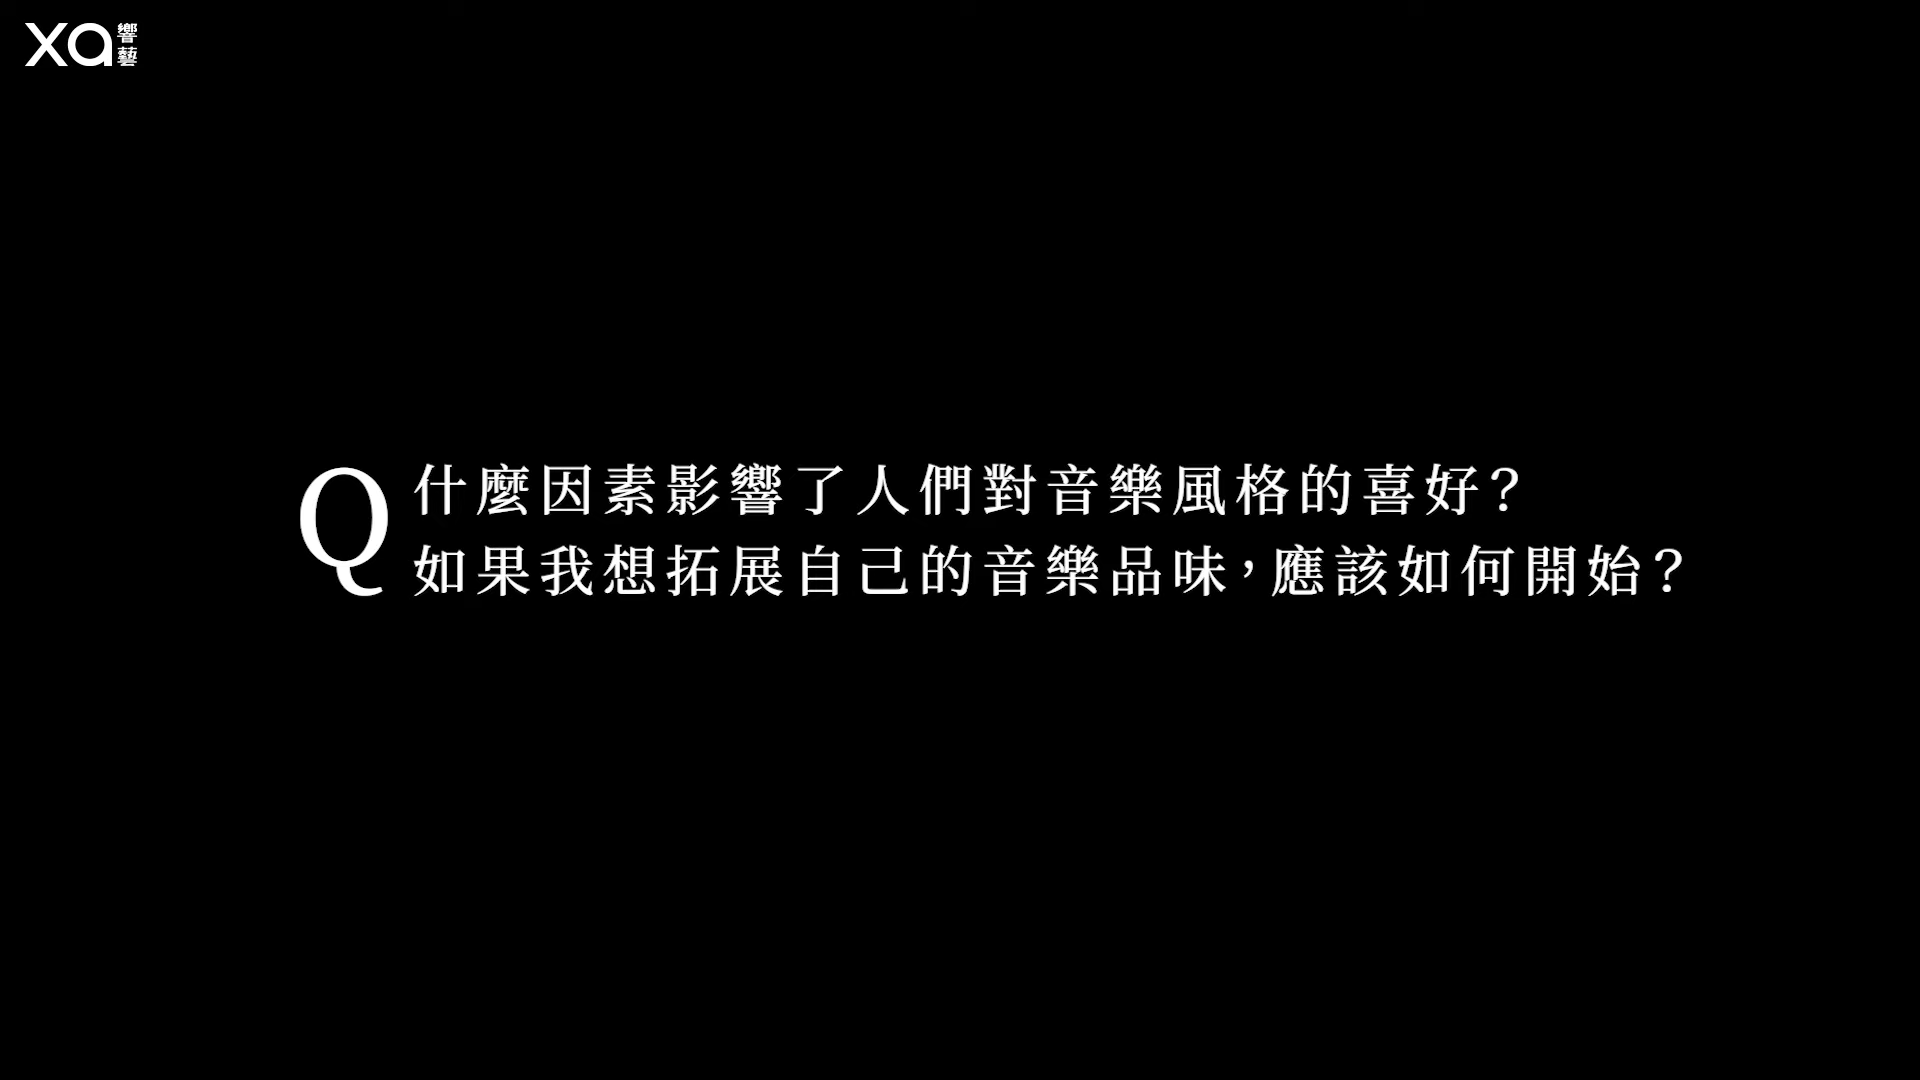 xa響藝
Q
什麼因素影響了人們對音樂風格的喜好？
如果我想拓展自己的音樂品味，應該如何開始？